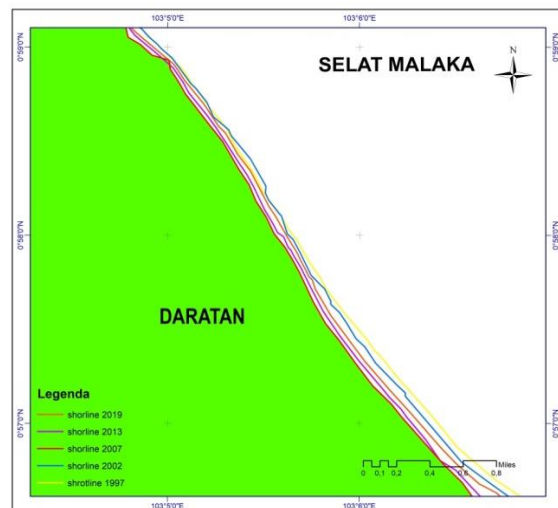 103°5'0"E 103°6'0"E
0°59'0"N 0°59'0"N
SELAT MALAKA
N
0°58'0"N 0°58'0"N
DARATAN
Legenda
shorline 2019
shorline 2013
shorline 2007
shorline 2002
shrotline 1997
0°57'0"N 0°57'0"N
Miles
0 0,1 0,2 0,4 0,6 0,8
103°5'0"E 103°6'0"E